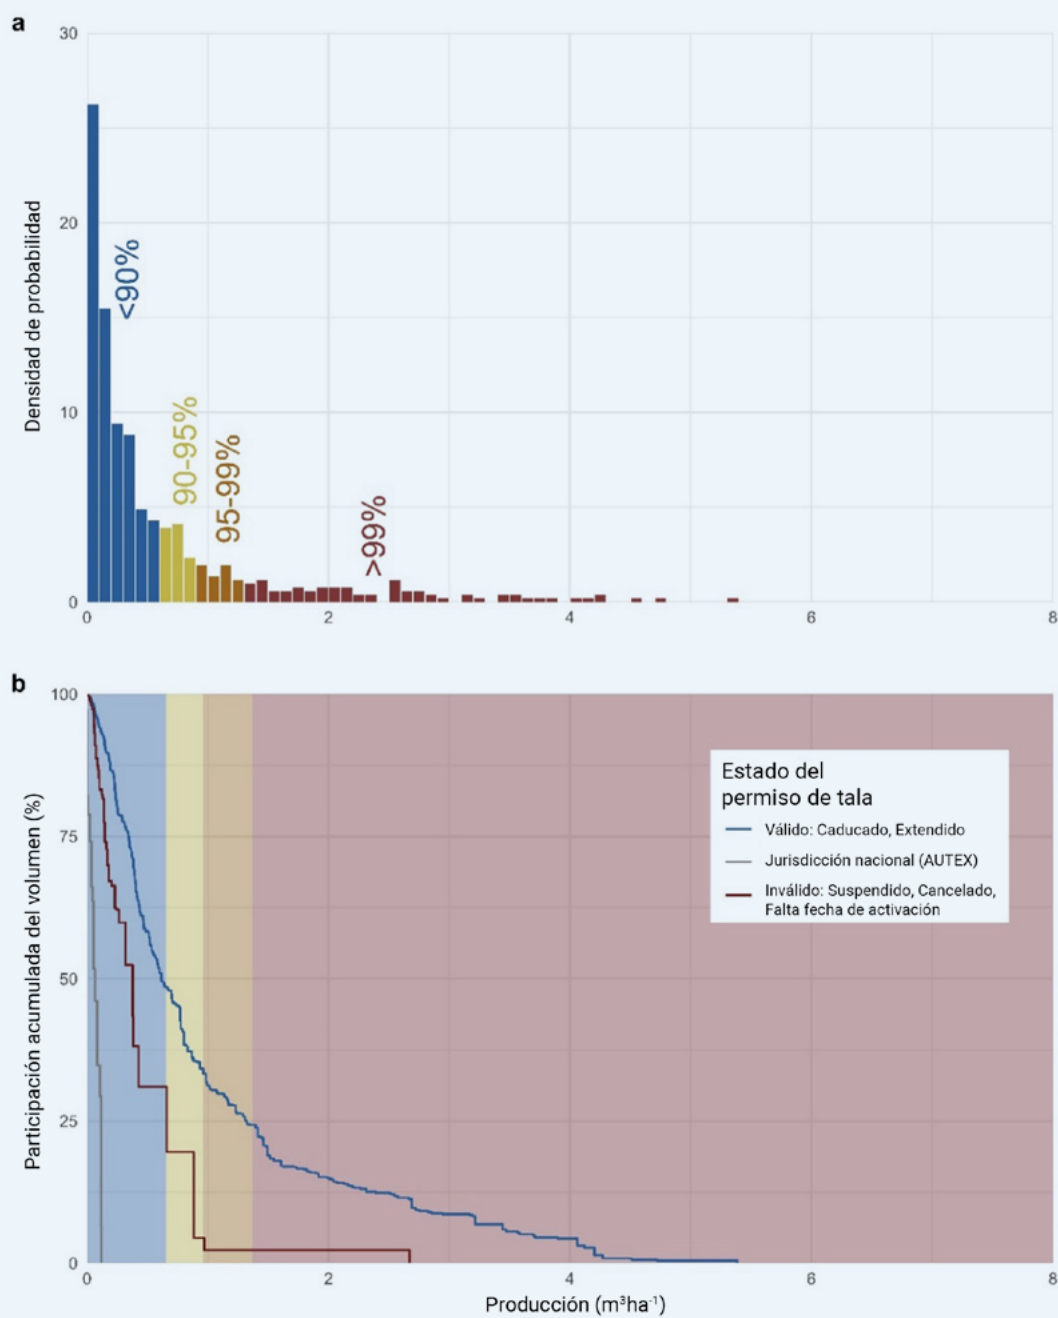 a
30
20
10
0
Densidad de probabilidad
<90%
90-95%
95-99%
>99%
0
2
4
6
8
b
100
75
50
25
0
Participación acumulada del volumen (%)
Estado del
permiso de tala
Válido: Caducado, Extendido
Jurisdicción nacional (AUTEX)
Inválido: Suspendido, Cancelado,
Falta fecha de activación
0
2
4
6
8
Producción (m³ha⁻¹)